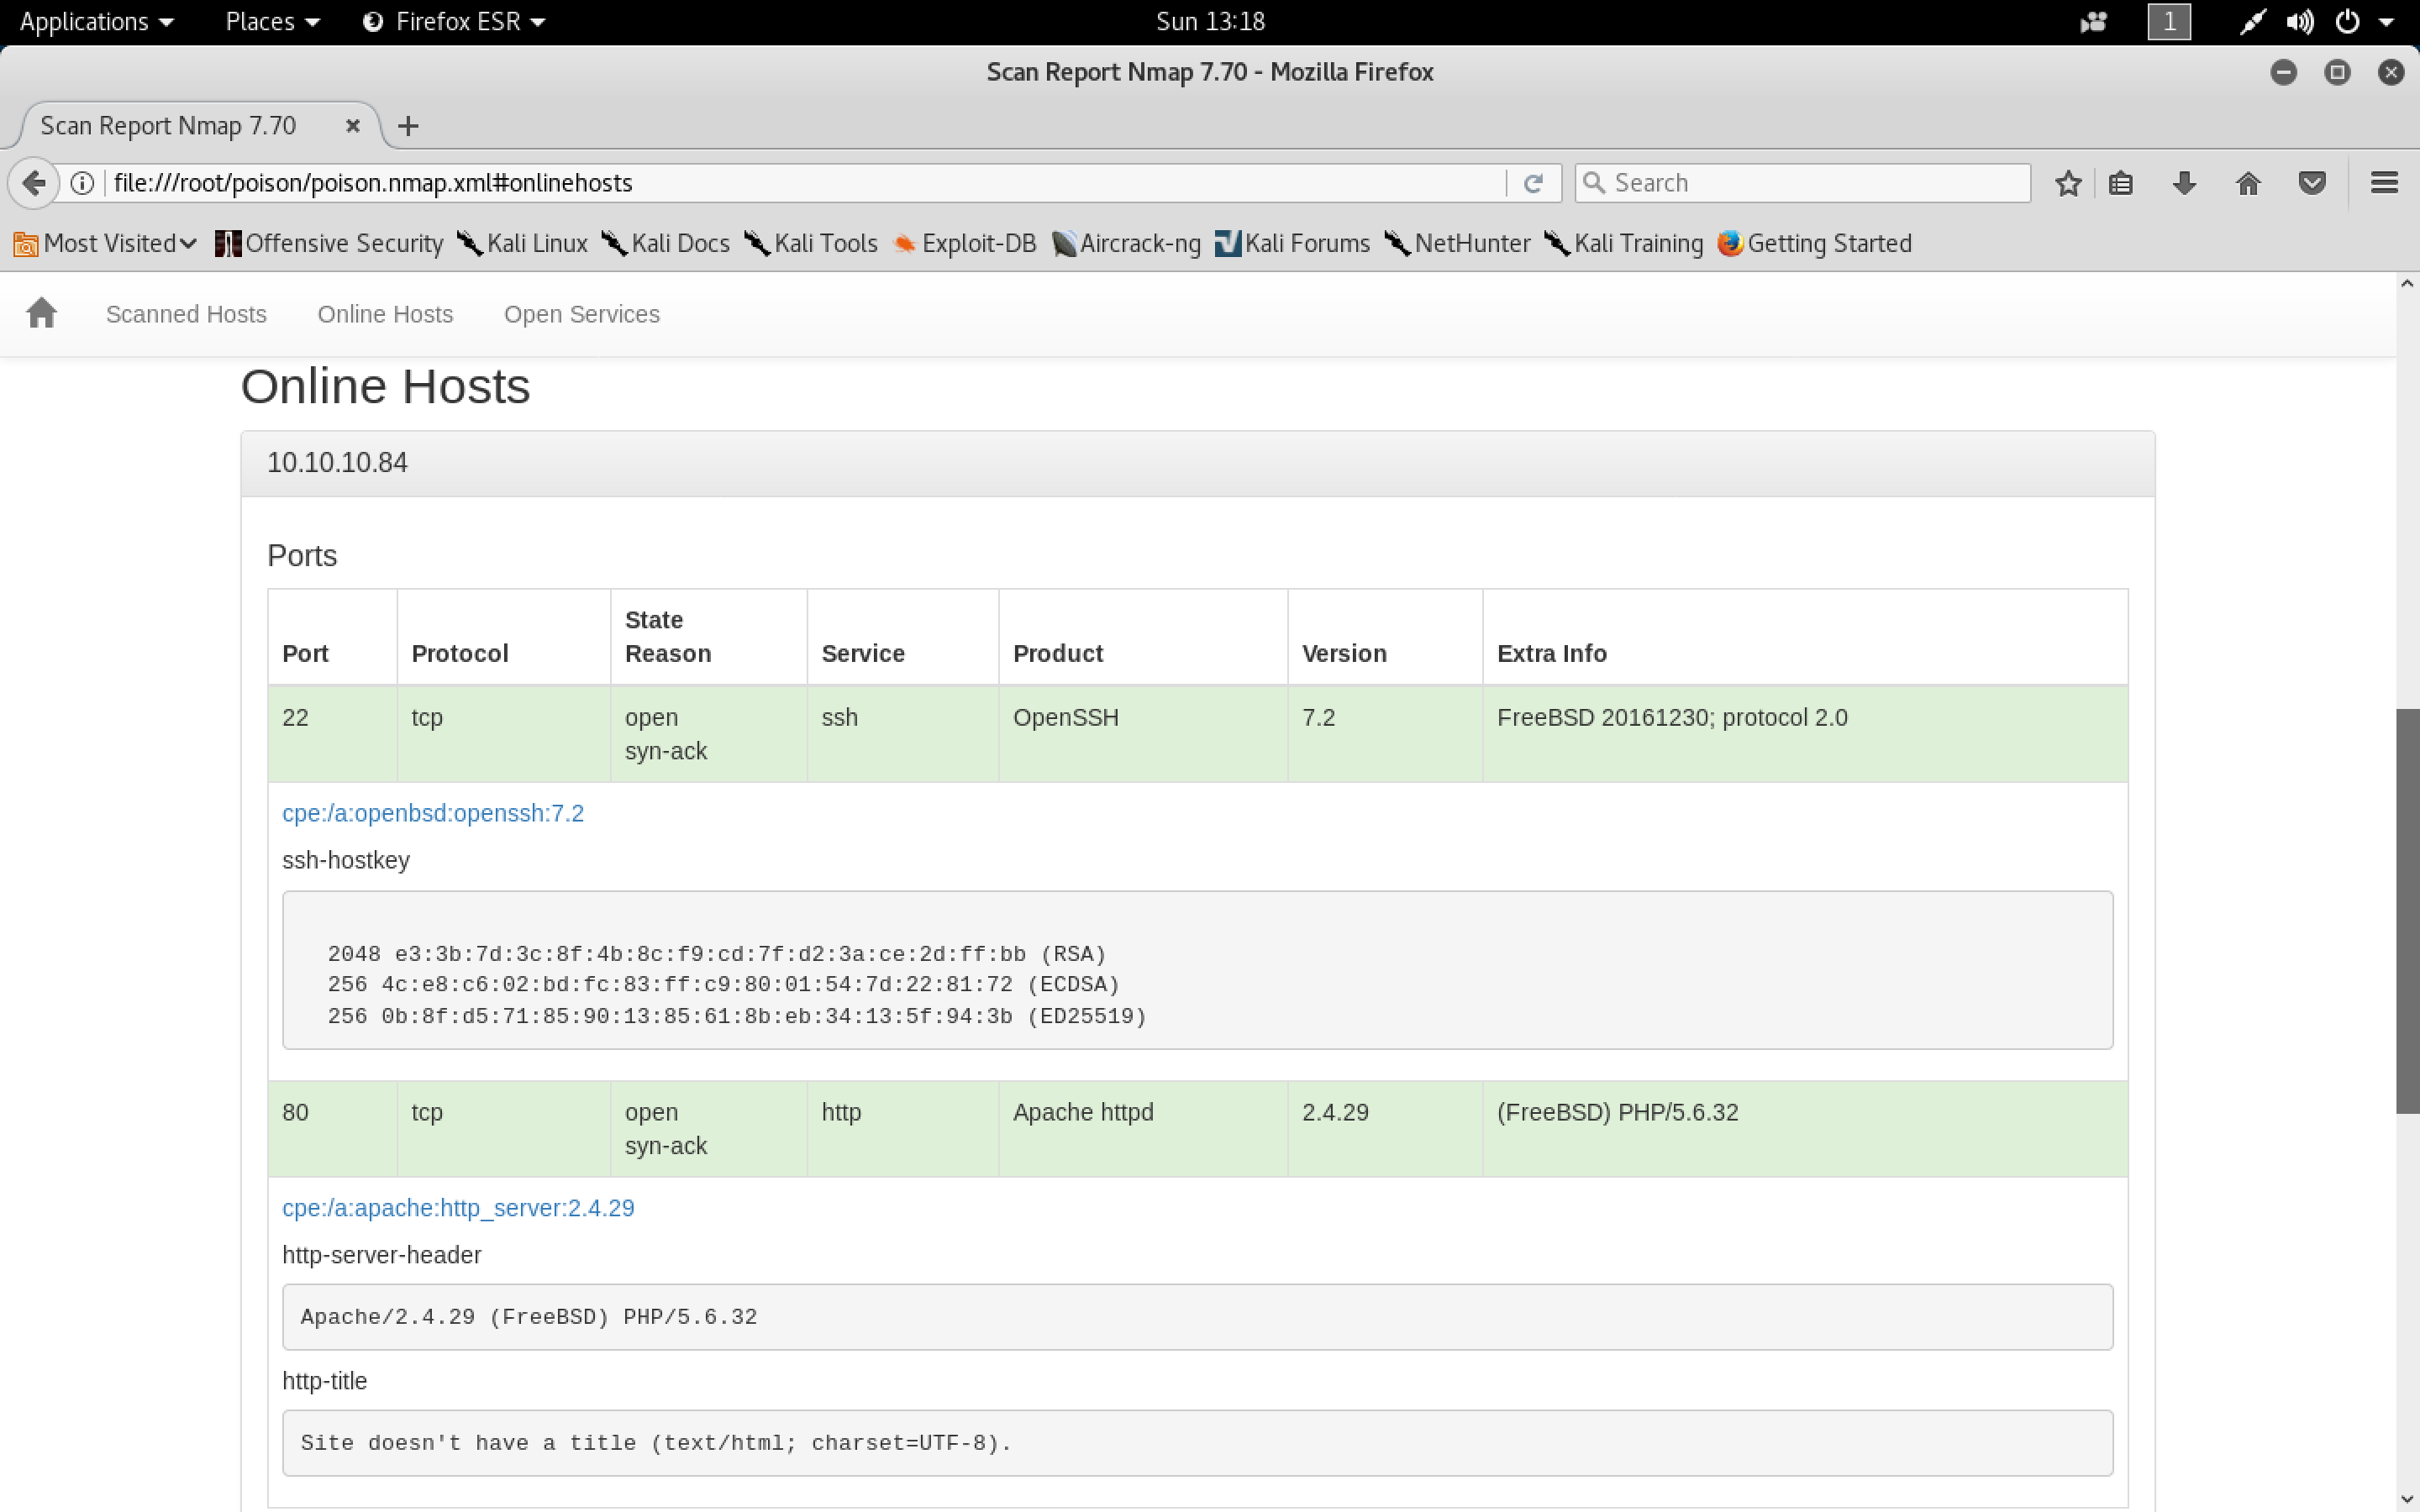 Applications Places Firefox ESR Sun 13:18 1
Scan Report Nmap 7.70 - Mozilla Firefox
Scan Report Nmap 7.70
file:///root/poison/poison.nmap.xml#onlinehosts Search
Most Visited Offensive Security Kali Linux Kali Docs Kali Tools Exploit-DB Aircrack-ng Kali Forums NetHunter Kali Training Getting Started
Scanned Hosts Online Hosts Open Services
Online Hosts
10.10.10.84
Ports
Port Protocol State Reason Service Product Version Extra Info
22 tcp open syn-ack ssh OpenSSH 7.2 FreeBSD 20161230; protocol 2.0
cpe:/a:openbsd:openssh:7.2
ssh-hostkey
2048 e3:3b:7d:3c:8f:4b:8c:f9:cd:7f:d2:3a:ce:2d:ff:bb (RSA)
256 4c:e8:c6:02:bd:fc:83:ff:c9:80:01:54:7d:22:81:72 (ECDSA)
256 0b:8f:d5:71:85:90:13:85:61:8b:eb:34:13:5f:94:3b (ED25519)
80 tcp open syn-ack http Apache httpd 2.4.29 (FreeBSD) PHP/5.6.32
cpe:/a:apache:http_server:2.4.29
http-server-header
Apache/2.4.29 (FreeBSD) PHP/5.6.32
http-title
Site doesn't have a title (text/html; charset=UTF-8).